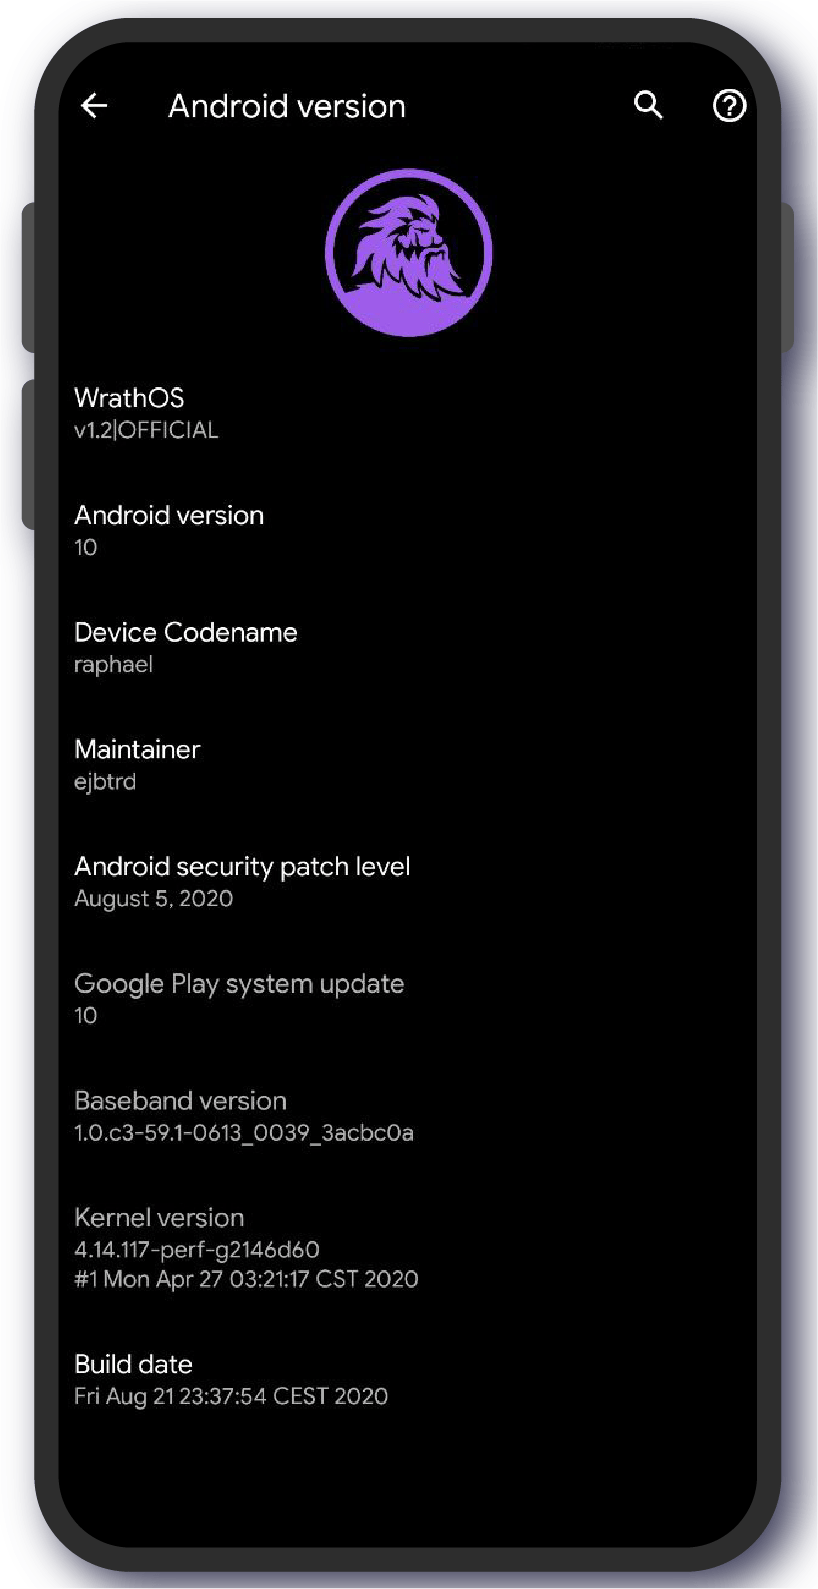 Android version
WrathOS
v1.2|OFFICIAL
Android version
10
Device Codename
raphael
Maintainer
ejbtrd
Android security patch level
August 5, 2020
Google Play system update
10
Baseband version
1.0.c3-59.1-0613_0039_3acbc0a
Kernel version
4.14.117-perf-g2146d60
#1 Mon Apr 27 03:21:17 CST 2020
Build date
Fri Aug 21 23:37:54 CEST 2020